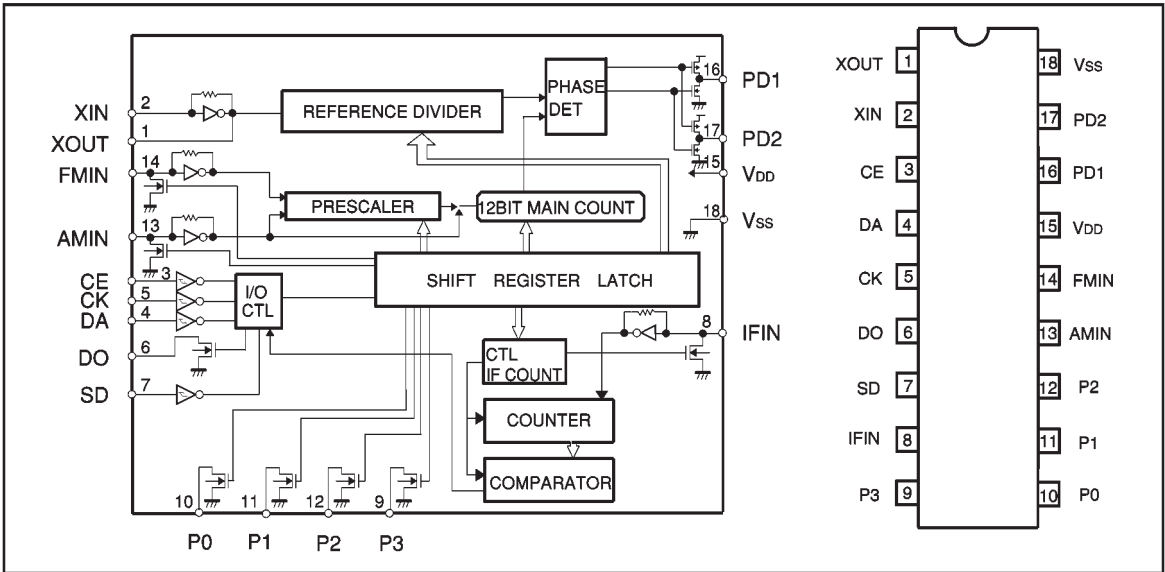 XIN 2
XOUT 1
REFERENCE DIVIDER
PHASE
DET
16 PD1
17 PD2
15 VDD
18 VSS
FMIN 14
AMIN 13
PRESCALER
12BIT MAIN COUNT
SHIFT REGISTER LATCH
CE 3
CK 5
DA 4
I/O
CTL
DO 6
SD 7
8 IFIN
CTL
IF COUNT
COUNTER
COMPARATOR
10 11 12 9
P0 P1 P2 P3
XOUT 1 18 VSS
XIN 2 17 PD2
CE 3 16 PD1
DA 4 15 VDD
CK 5 14 FMIN
DO 6 13 AMIN
SD 7 12 P2
IFIN 8 11 P1
P3 9 10 P0